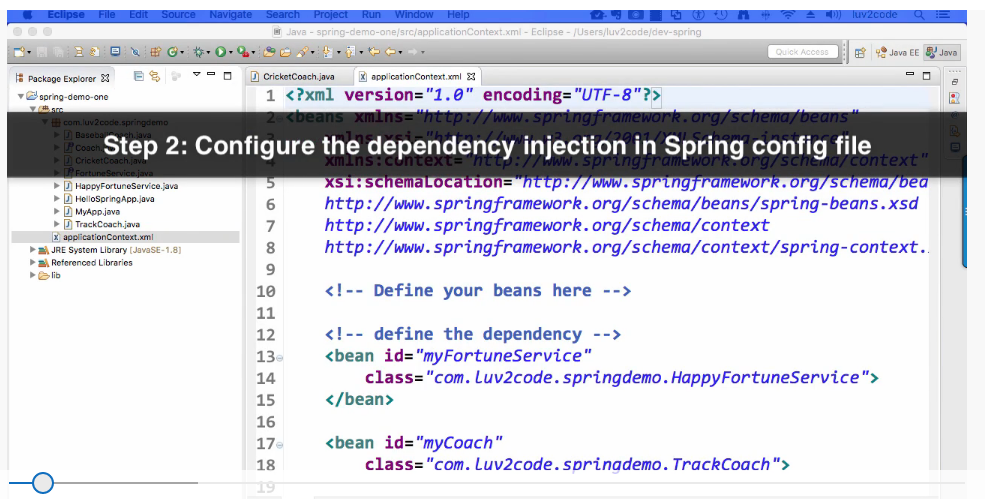 Eclipse File Edit Source Navigate Search Project Run Window Help luv2code
Java - spring-demo-one/src/applicationContext.xml - Eclipse - /Users/luv2code/dev-spring
Quick Access Java EE Java
Package Explorer
CricketCoach.java applicationContext.xml
spring-demo-one
src
com.luv2code.springdemo
BaseballCoach.java
Coach
CricketCoach.java
FortuneService.java
HappyFortuneService.java
HelloSpringApp.java
MyApp.java
TrackCoach.java
applicationContext.xml
JRE System Library [JavaSE-1.8]
Referenced Libraries
lib
Step 2: Configure the dependency injection in Spring config file
1 <?xml version="1.0" encoding="UTF-8"?>
2 <beans xmlns="http://www.springframework.org/schema/beans"
xmlns:xsi="http://www.w3.org/2001/XMLSchema-instance"
xmlns:context="http://www.springframework.org/schema/context"
5 xsi:schemaLocation="http://www.springframework.org/schema/bea
6 http://www.springframework.org/schema/beans/spring-beans.xsd
7 http://www.springframework.org/schema/context
8 http://www.springframework.org/schema/context/spring-context.
9
10 <!-- Define your beans here -->
11
12 <!-- define the dependency -->
13 <bean id="myFortuneService"
14 class="com.luv2code.springdemo.HappyFortuneService">
15 </bean>
16
17 <bean id="myCoach"
18 class="com.luv2code.springdemo.TrackCoach">
19